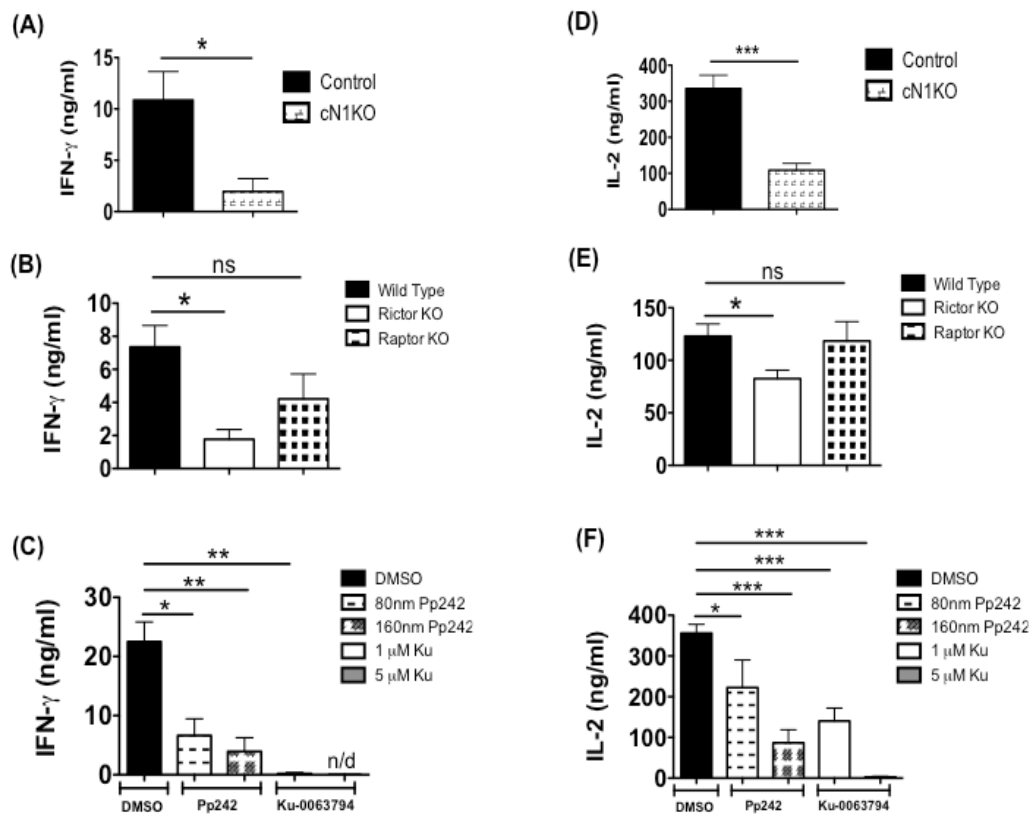 (A)
*
IFN-γ (ng/ml)
15
10
5
0
Control
cN1KO
(D)
***
IL-2 (ng/ml)
400
300
200
100
0
Control
cN1KO
(B)
ns
*
IFN-γ (ng/ml)
10
8
6
4
2
0
Wild Type
Rictor KO
Raptor KO
(E)
ns
*
IL-2 (ng/ml)
150
100
50
0
Wild Type
Rictor KO
Raptor KO
(C)
**
**
*
IFN-γ (ng/ml)
30
20
10
0
n/d
DMSO
Pp242
Ku-0063794
DMSO
80nm Pp242
160nm Pp242
1 μM Ku
5 μM Ku
(F)
***
***
***
*
IL-2 (ng/ml)
400
300
200
100
0
DMSO
Pp242
Ku-0063794
DMSO
80nm Pp242
160nm Pp242
1 μM Ku
5 μM Ku